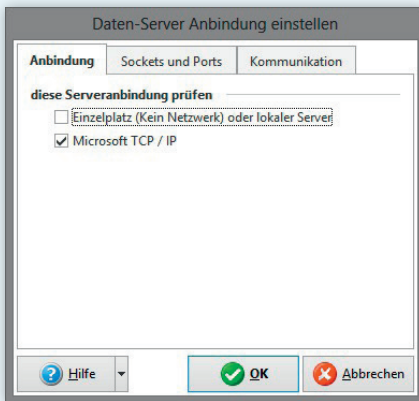 Daten-Server Anbindung einstellen
Anbindung Sockets und Ports Kommunikation
diese Serveranbindung prüfen
Einzelplatz (Kein Netzwerk) oder lokaler Server
Microsoft TCP / IP
Hilfe OK Abbrechen